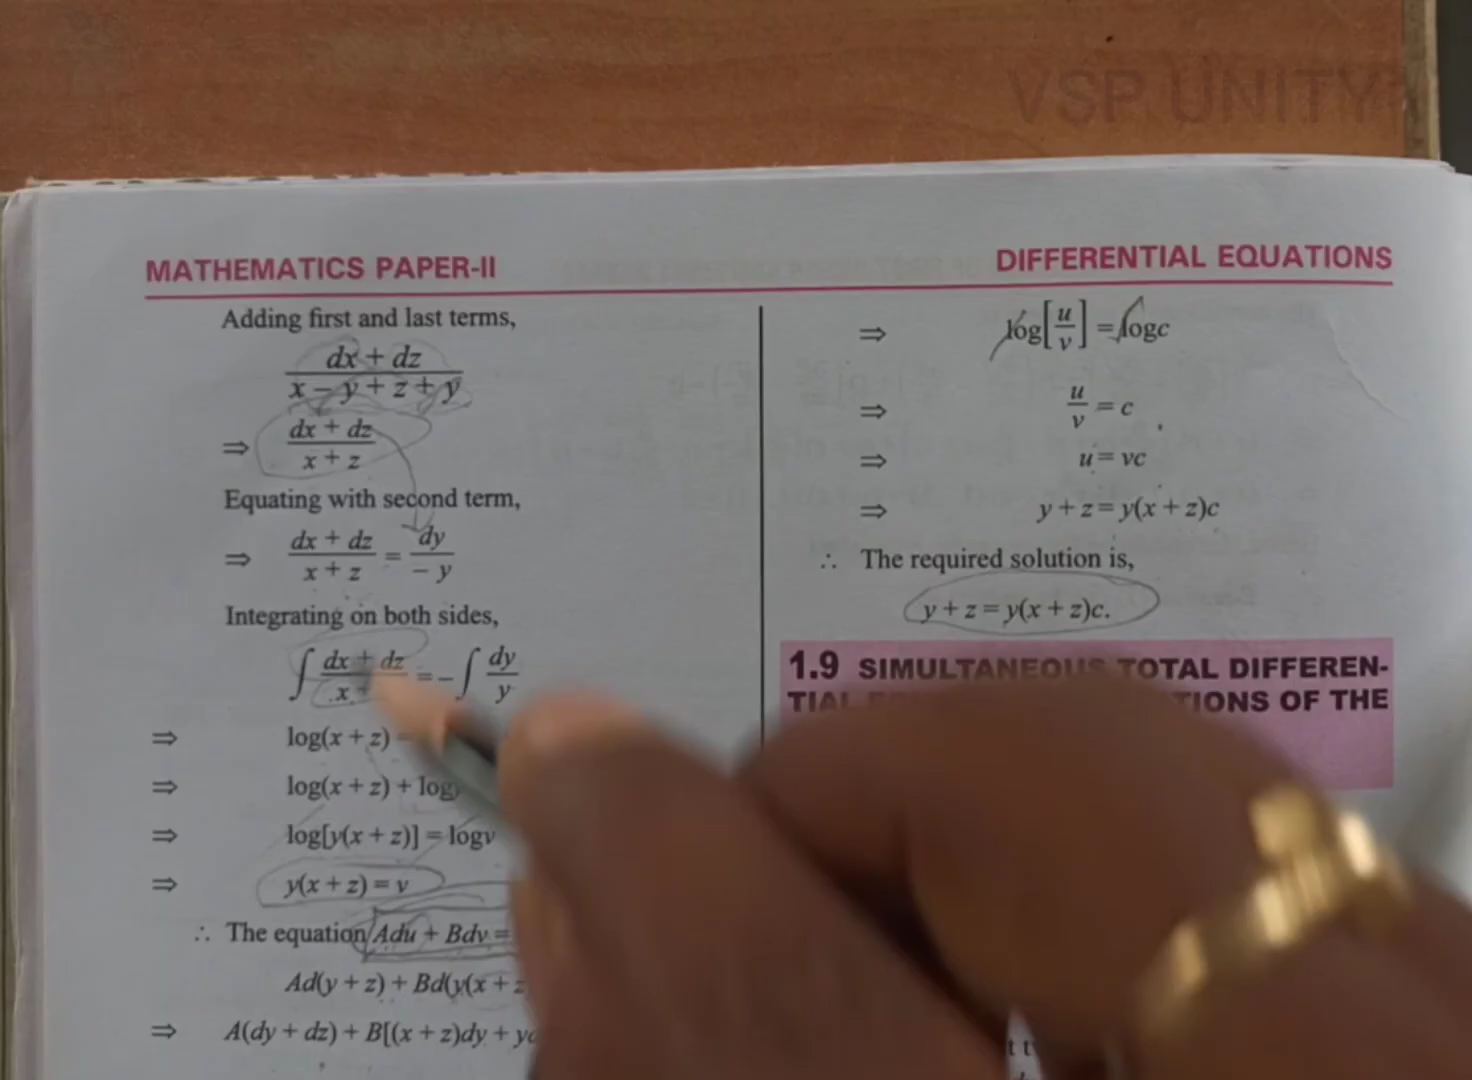 VSP UNITY
MATHEMATICS PAPER-II
DIFFERENTIAL EQUATIONS
Adding first and last terms,
dx + dz
x − y + z + y
⇒ dx + dz
x + z
Equating with second term,
⇒ dx + dz / x + z = dy / − y
Integrating on both sides,
∫ dx + dz / x = − ∫ dy / y
⇒ log(x + z)
⇒ log(x + z) + log
⇒ log[y(x + z)] = logv
⇒ y(x + z) = v
∴ The equation Adu + Bdv =
Ad(y + z) + Bd(y(x + z
⇒ A(dy + dz) + B[(x + z)dy + y
⇒ log[u/v] = logc
⇒ u/v = c
⇒ u = vc
⇒ y + z = y(x + z)c
∴ The required solution is,
y + z = y(x + z)c.
1.9 SIMULTANEOUS TOTAL DIFFEREN-
TIAL TIONS OF THE